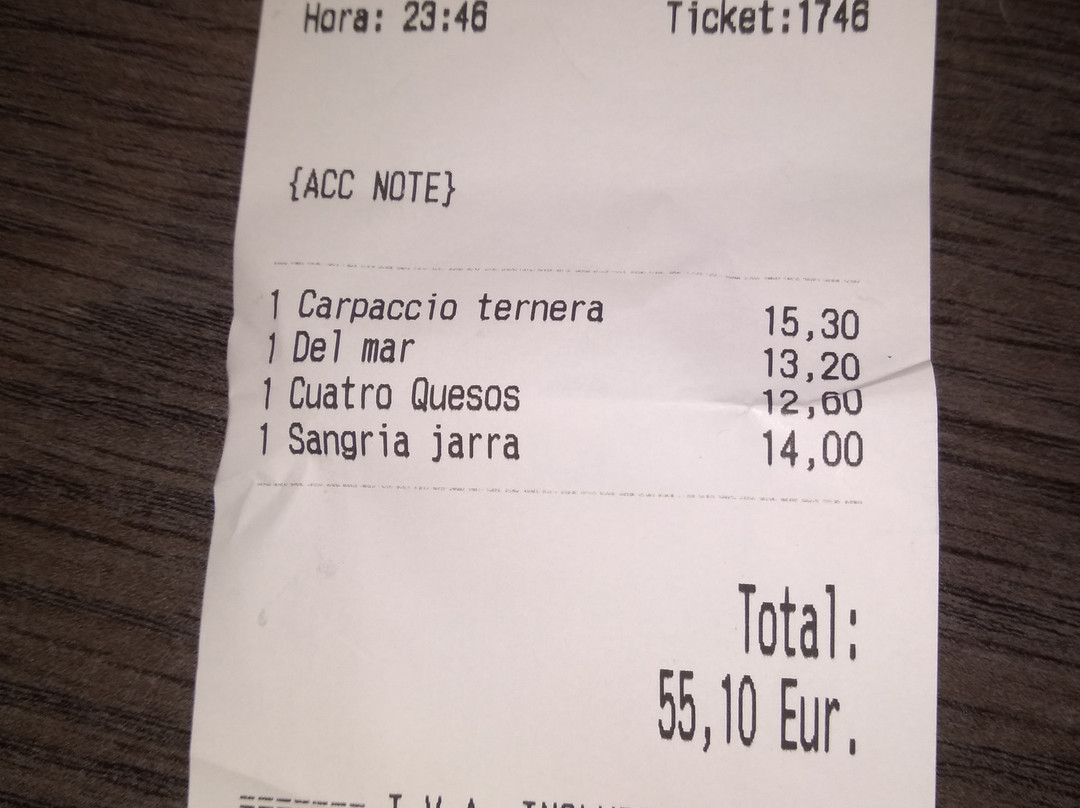 Hora: 23:46 Ticket:1746
{ACC NOTE}
1 Carpaccio ternera 15,30
1 Del mar 13,20
1 Cuatro Quesos 12,60
1 Sangria jarra 14,00
Total:
55,10 Eur.